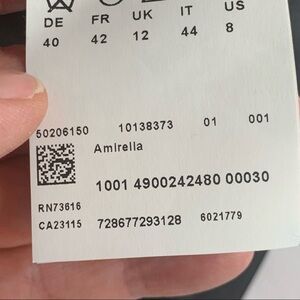 DE FR UK IT US
40 42 12 44 8
50206150 10138373 01 001
Amirella
1001 4900242480 00030
RN73616
CA23115 728677293128 6021779